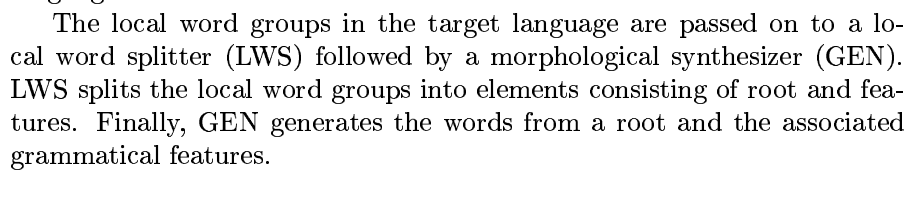 The local word groups in the target language are passed on to a lo-
cal word splitter (LWS) followed by a morphological synthesizer (GEN).
LWS splits the local word groups into elements consisting of root and fea-
tures. Finally, GEN generates the words from a root and the associated
grammatical features.